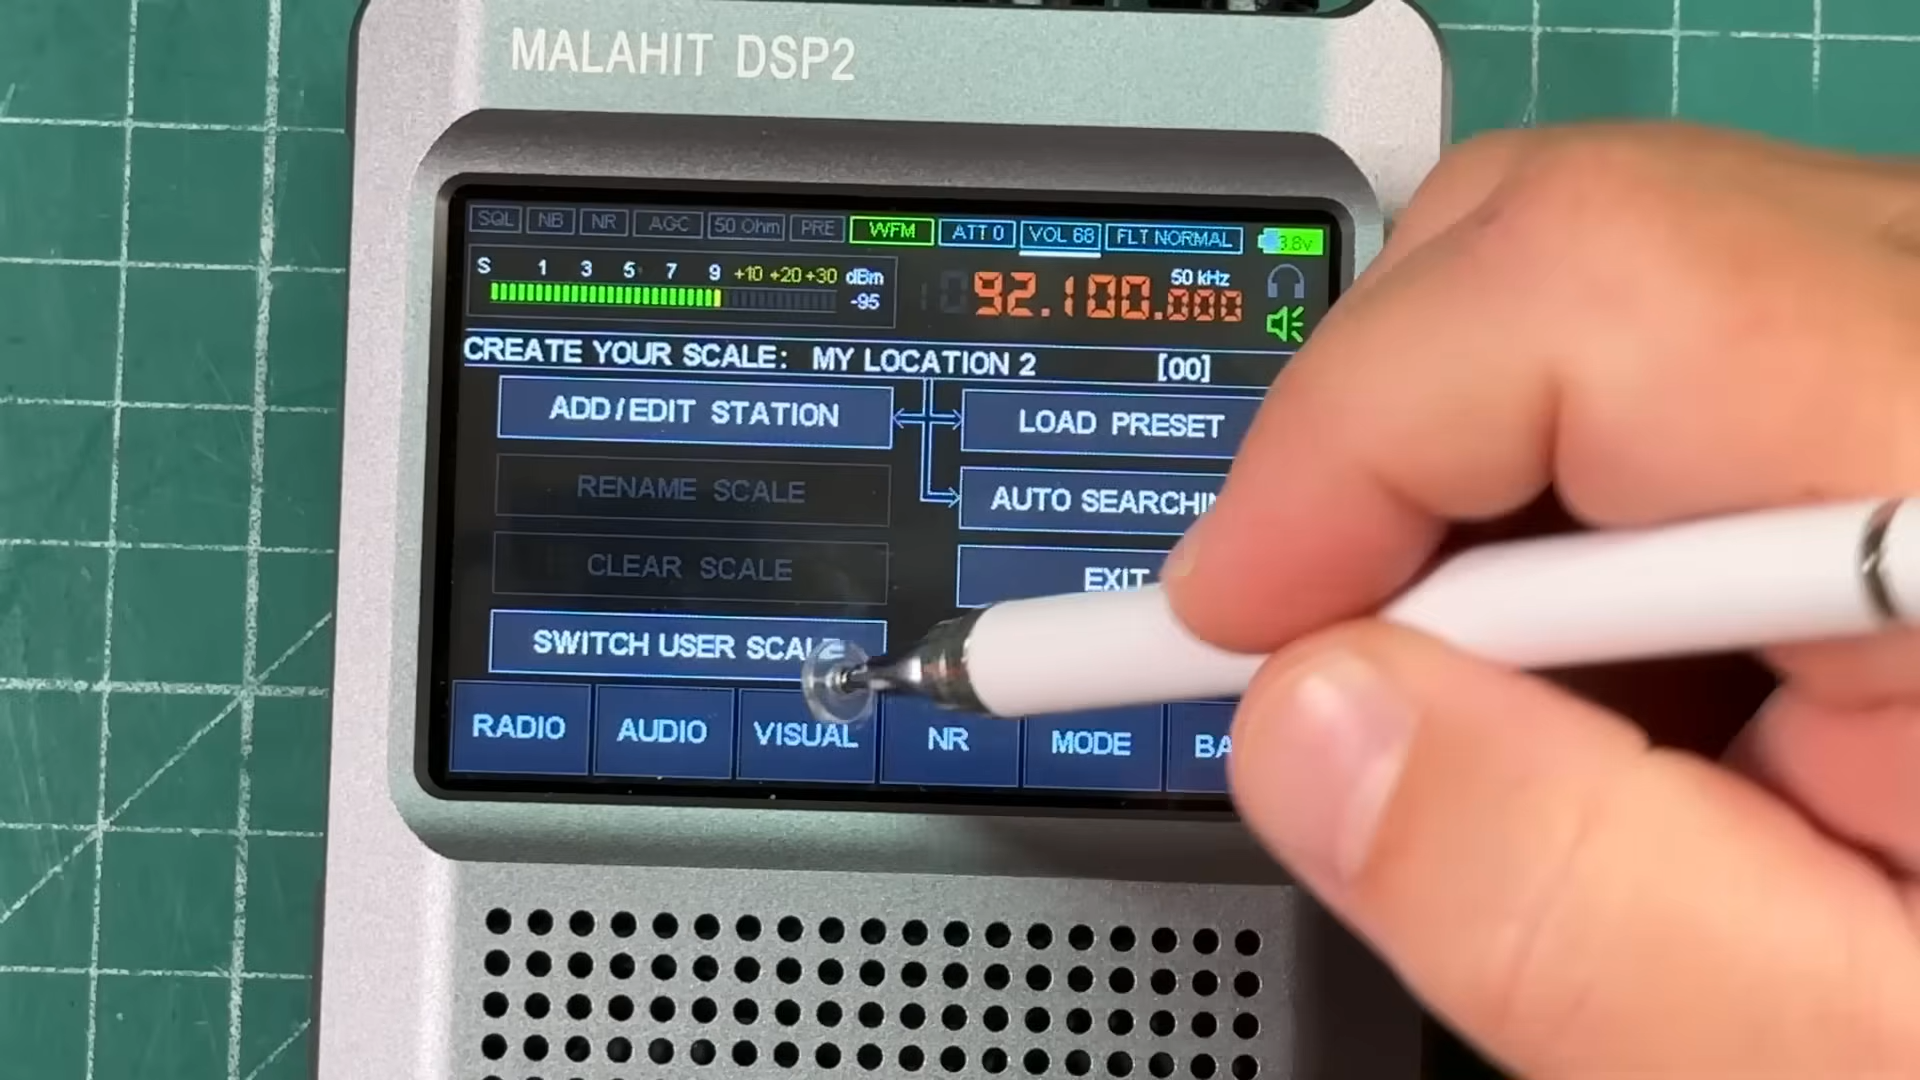 MALAHIT DSP2
SQL NB NR AGC 50 Ohm PRE WFM ATT 0 VOL 68 FLT NORMAL 3.8v
S 1 3 5 7 9 +10 +20 +30 dBm
-95
50 kHz
92.100.000
CREATE YOUR SCALE: MY LOCATION 2 [00]
ADD/EDIT STATION LOAD PRESET
RENAME SCALE AUTO SEARCHIN
CLEAR SCALE EXIT
SWITCH USER SCALE
RADIO AUDIO VISUAL NR MODE BA